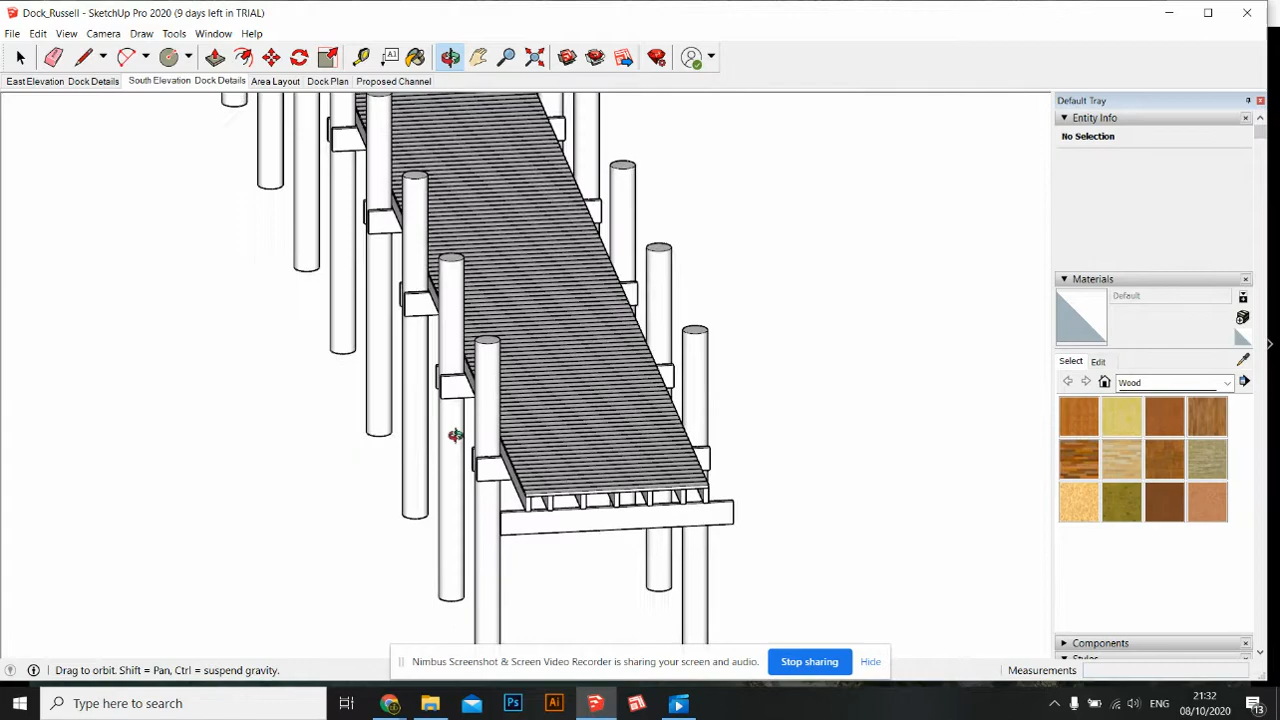 Dock_Russell - SketchUp Pro 2020 (9 days left in TRIAL)
File Edit View Camera Draw Tools Window Help
East Elevation Dock Details South Elevation Dock Details Area Layout Dock Plan Proposed Channel
Default Tray
Entity Info
No Selection
Materials
Default
Select Edit
Wood
Components
Nimbus Screenshot & Screen Video Recorder is sharing your screen and audio. Stop sharing Hide
Drag to orbit. Shift = Pan, Ctrl = suspend gravity.
Measurements
Type here to search
Ps
Ai
ENG
21:32
08/10/2020
13